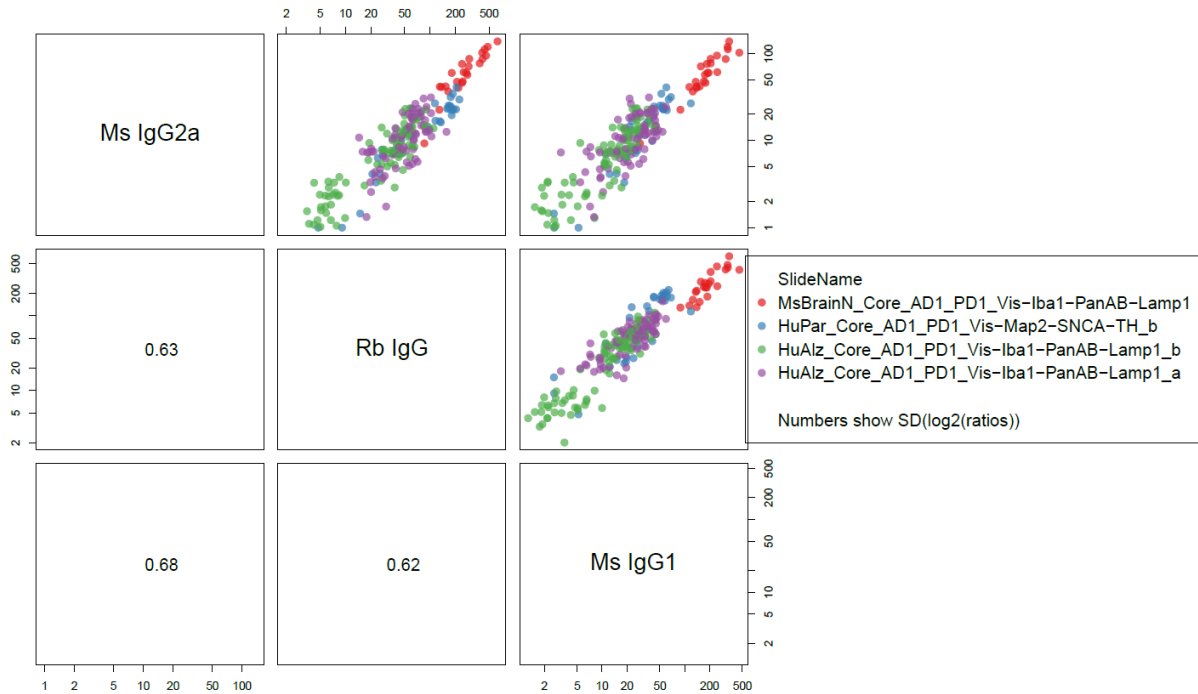 2 5 10 20 50 200 500
Ms IgG2a
100
50
20
10
5
2
1
500
200
50
20
10
5
2
0.63
Rb IgG
SlideName
MsBrainN_Core_AD1_PD1_Vis−Iba1−PanAB−Lamp1
HuPar_Core_AD1_PD1_Vis−Map2−SNCA−TH_b
HuAlz_Core_AD1_PD1_Vis−Iba1−PanAB−Lamp1_b
HuAlz_Core_AD1_PD1_Vis−Iba1−PanAB−Lamp1_a
Numbers show SD(log2(ratios))
0.68
0.62
Ms IgG1
500
200
50
20
10
5
2
1 2 5 10 20 50 100
2 5 10 20 50 200 500